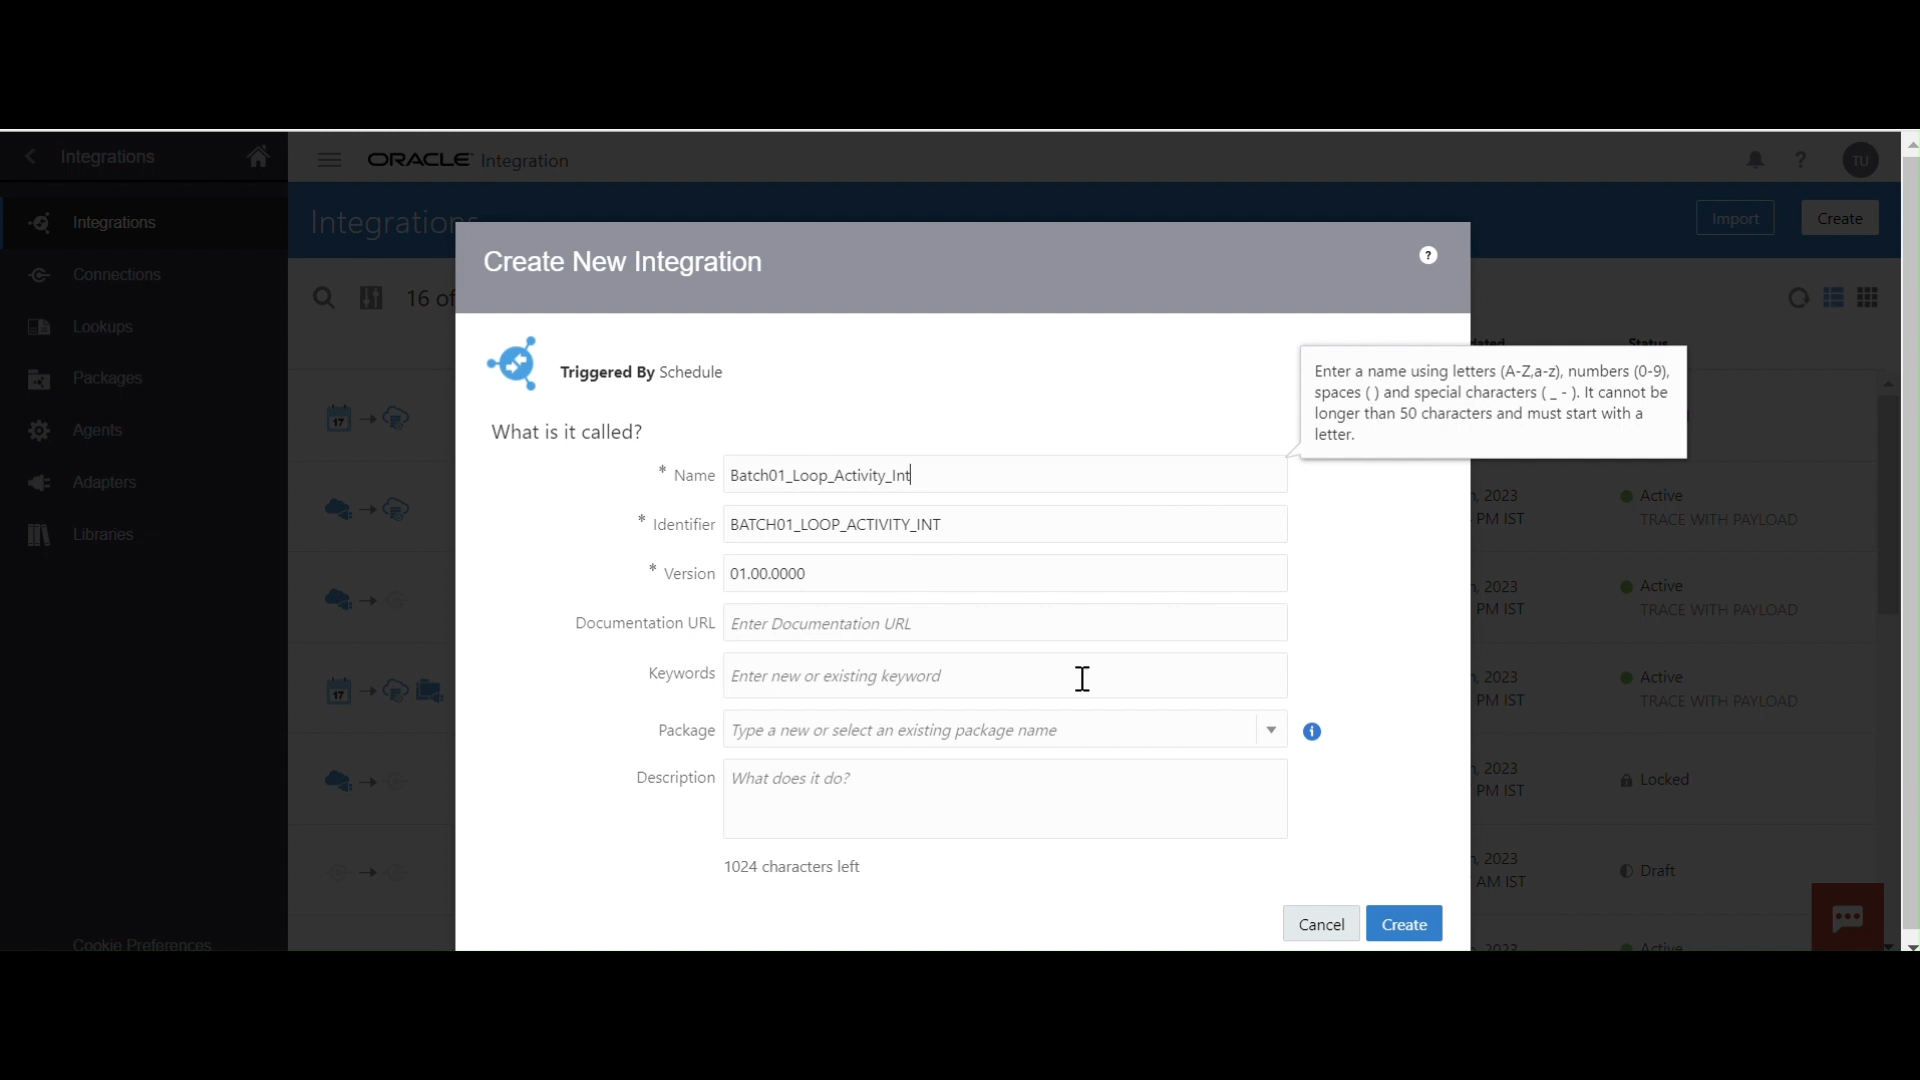 Integrations
ORACLE Integration
TU
Integrations
Integrations
Import
Create
Connections
Create New Integration
?
16 of
Lookups
Status
Triggered By Schedule
Enter a name using letters (A-Z,a-z), numbers (0-9),
spaces ( ) and special characters ( _ - ). It cannot be
longer than 50 characters and must start with a
letter.
Packages
17
What is it called?
Agents
* Name Batch01_Loop_Activity_Int
Adapters
, 2023
PM IST
Active
TRACE WITH PAYLOAD
* Identifier BATCH01_LOOP_ACTIVITY_INT
Libraries
* Version 01.00.0000
, 2023
PM IST
Active
TRACE WITH PAYLOAD
Documentation URL Enter Documentation URL
Keywords Enter new or existing keyword
17
, 2023
PM IST
Active
TRACE WITH PAYLOAD
Package Type a new or select an existing package name
i
Description What does it do?
, 2023
PM IST
Locked
1024 characters left
, 2023
AM IST
Draft
Cancel
Create
Cookie Preferences
2023
Active